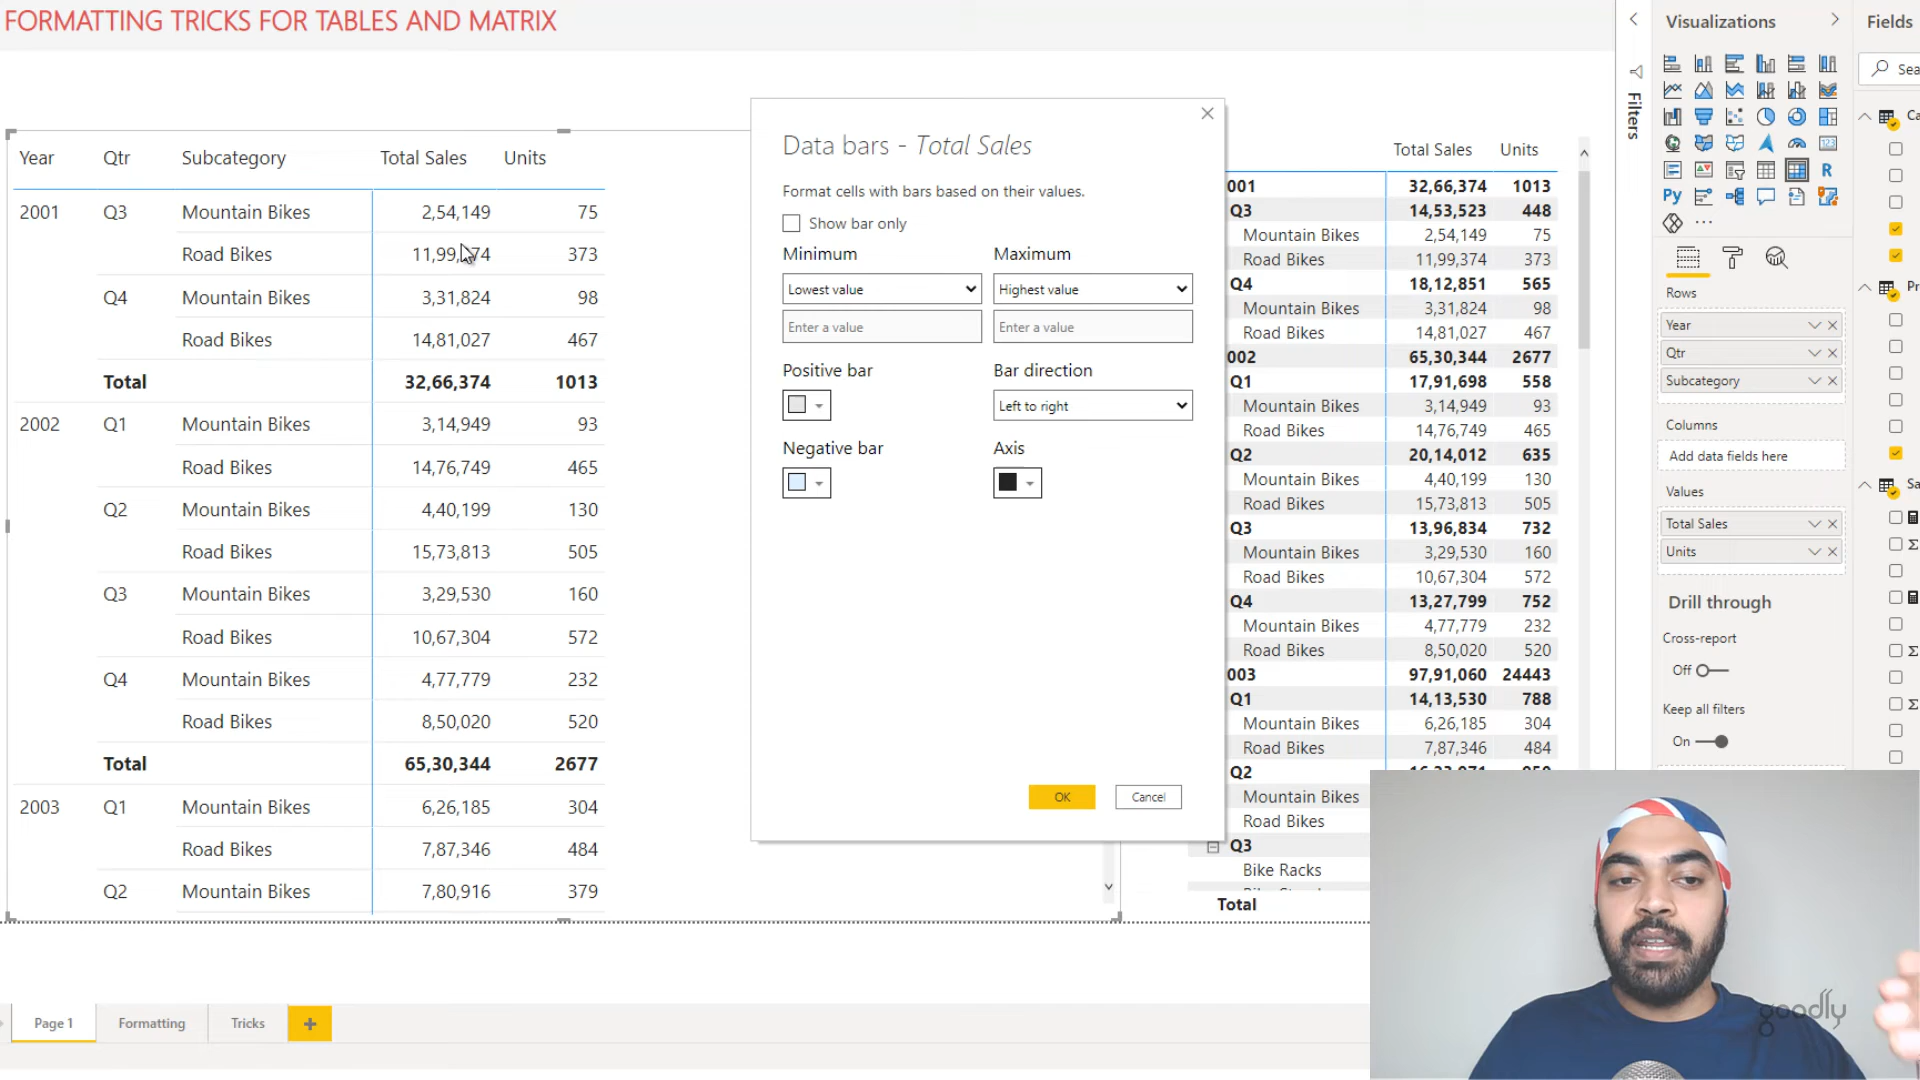 FORMATTING TRICKS FOR TABLES AND MATRIX
Year Qtr Subcategory Total Sales Units
2001 Q3 Mountain Bikes 2,54,149 75
Road Bikes 11,99,374 373
Q4 Mountain Bikes 3,31,824 98
Road Bikes 14,81,027 467
Total 32,66,374 1013
2002 Q1 Mountain Bikes 3,14,949 93
Road Bikes 14,76,749 465
Q2 Mountain Bikes 4,40,199 130
Road Bikes 15,73,813 505
Q3 Mountain Bikes 3,29,530 160
Road Bikes 10,67,304 572
Q4 Mountain Bikes 4,77,779 232
Road Bikes 8,50,020 520
Total 65,30,344 2677
2003 Q1 Mountain Bikes 6,26,185 304
Road Bikes 7,87,346 484
Q2 Mountain Bikes 7,80,916 379
Data bars - Total Sales
Format cells with bars based on their values.
Show bar only
Minimum Maximum
Lowest value Highest value
Enter a value Enter a value
Positive bar Bar direction
Left to right
Negative bar Axis
OK Cancel
Total Sales Units
001 32,66,374 1013
Q3 14,53,523 448
Mountain Bikes 2,54,149 75
Road Bikes 11,99,374 373
Q4 18,12,851 565
Mountain Bikes 3,31,824 98
Road Bikes 14,81,027 467
002 65,30,344 2677
Q1 17,91,698 558
Mountain Bikes 3,14,949 93
Road Bikes 14,76,749 465
Q2 20,14,012 635
Mountain Bikes 4,40,199 130
Road Bikes 15,73,813 505
Q3 13,96,834 732
Mountain Bikes 3,29,530 160
Road Bikes 10,67,304 572
Q4 13,27,799 752
Mountain Bikes 4,77,779 232
Road Bikes 8,50,020 520
003 97,91,060 24443
Q1 14,13,530 788
Mountain Bikes 6,26,185 304
Road Bikes 7,87,346 484
Q2
Mountain Bikes
Road Bikes
Q3
Bike Racks
Total
Filters
Visualizations
R
Py
Rows
Year
Qtr
Subcategory
Columns
Add data fields here
Values
Total Sales
Units
Drill through
Cross-report
Off
Keep all filters
On
Fields
Sea
Ca
Pr
Sa
Page 1 Formatting Tricks +
goodly